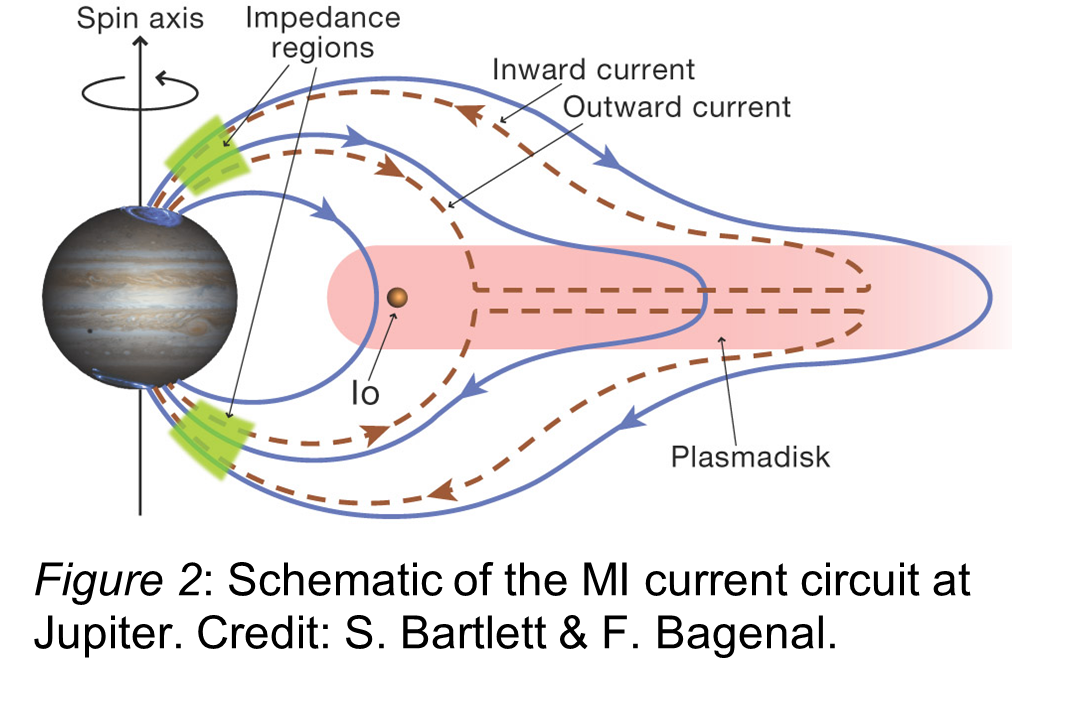 Spin axis
Impedance
regions
Inward current
Outward current
Io
Plasmadisk
Figure 2: Schematic of the MI current circuit at
Jupiter. Credit: S. Bartlett & F. Bagenal.